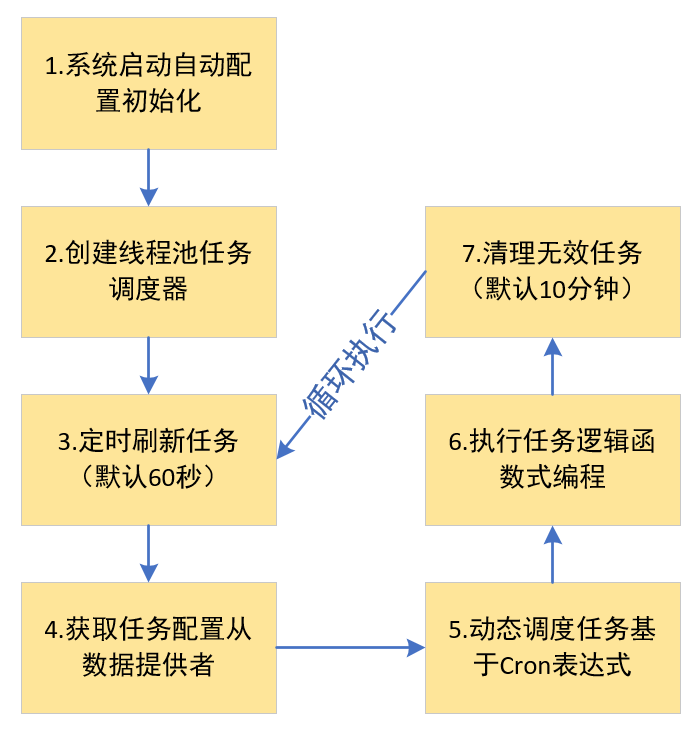 1.系统启动自动配
置初始化
2.创建线程池任务
调度器
3.定时刷新任务
（默认60秒）
4.获取任务配置从
数据提供者
5.动态调度任务基
于Cron表达式
6.执行任务逻辑函
数式编程
7.清理无效任务
（默认10分钟）
循环执行